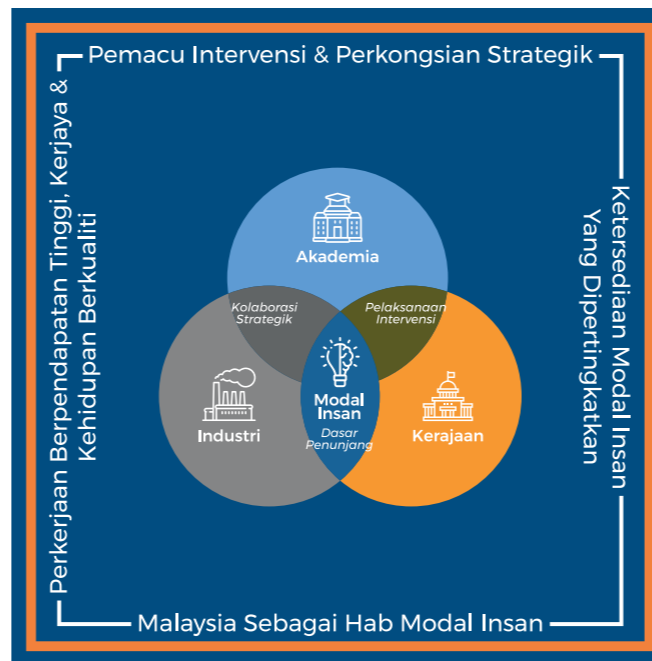 Pemacu Intervensi & Perkongsian Strategik
Perkerjaan Berpendapatan Tinggi, Kerjaya &
Kehidupan Berkualiti
Ketersediaan Modal Insan
Yang Dipertingkatkan
Akademia
Kolaborasi
Strategik
Pelaksanaan
Intervensi
Modal
Insan
Dasar
Penunjang
Industri
Kerajaan
Malaysia Sebagai Hab Modal Insan